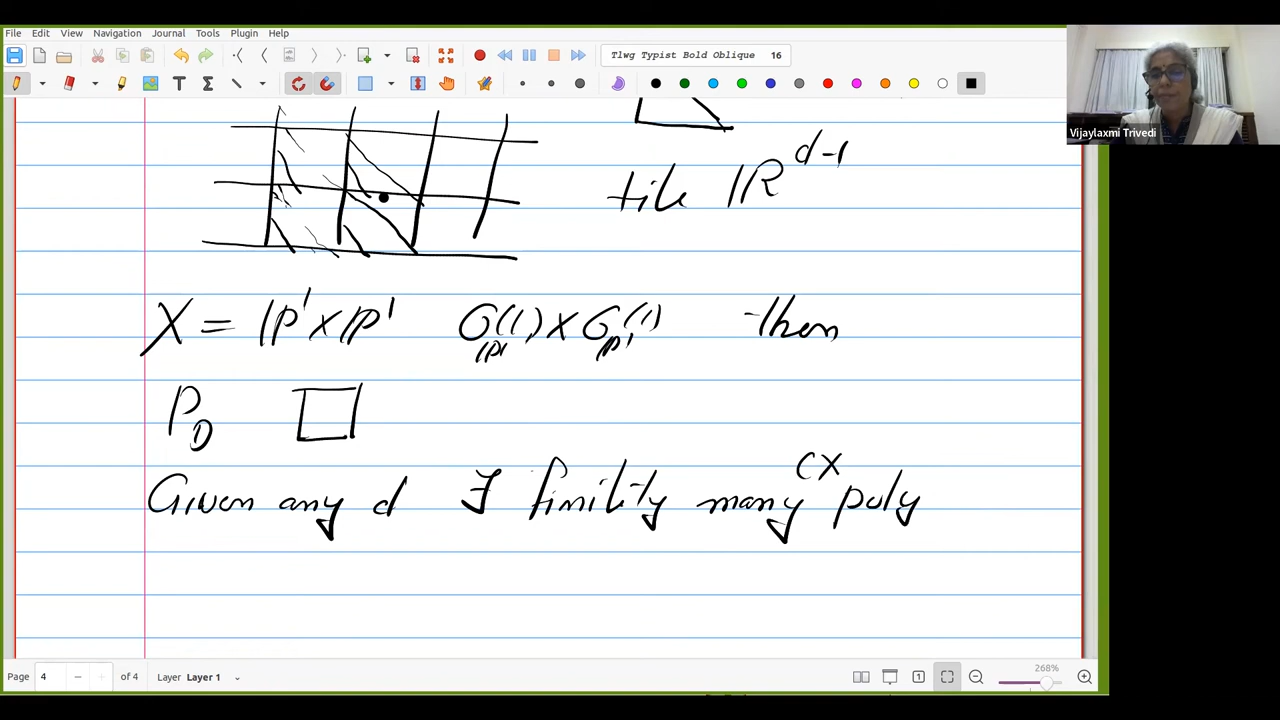 File Edit View Navigation Journal Tools Plugin Help
Tlwg Typist Bold Oblique 16
Vijaylaxmi Trivedi
tile ℝ^{d-1}
X = ℙ¹ × ℙ¹ O_{ℙ¹}(1) × O_{ℙ¹}(1) then
P_D □
Given any d ∃ finitily many cx poly
Page 4 of 4 Layer Layer 1 268%